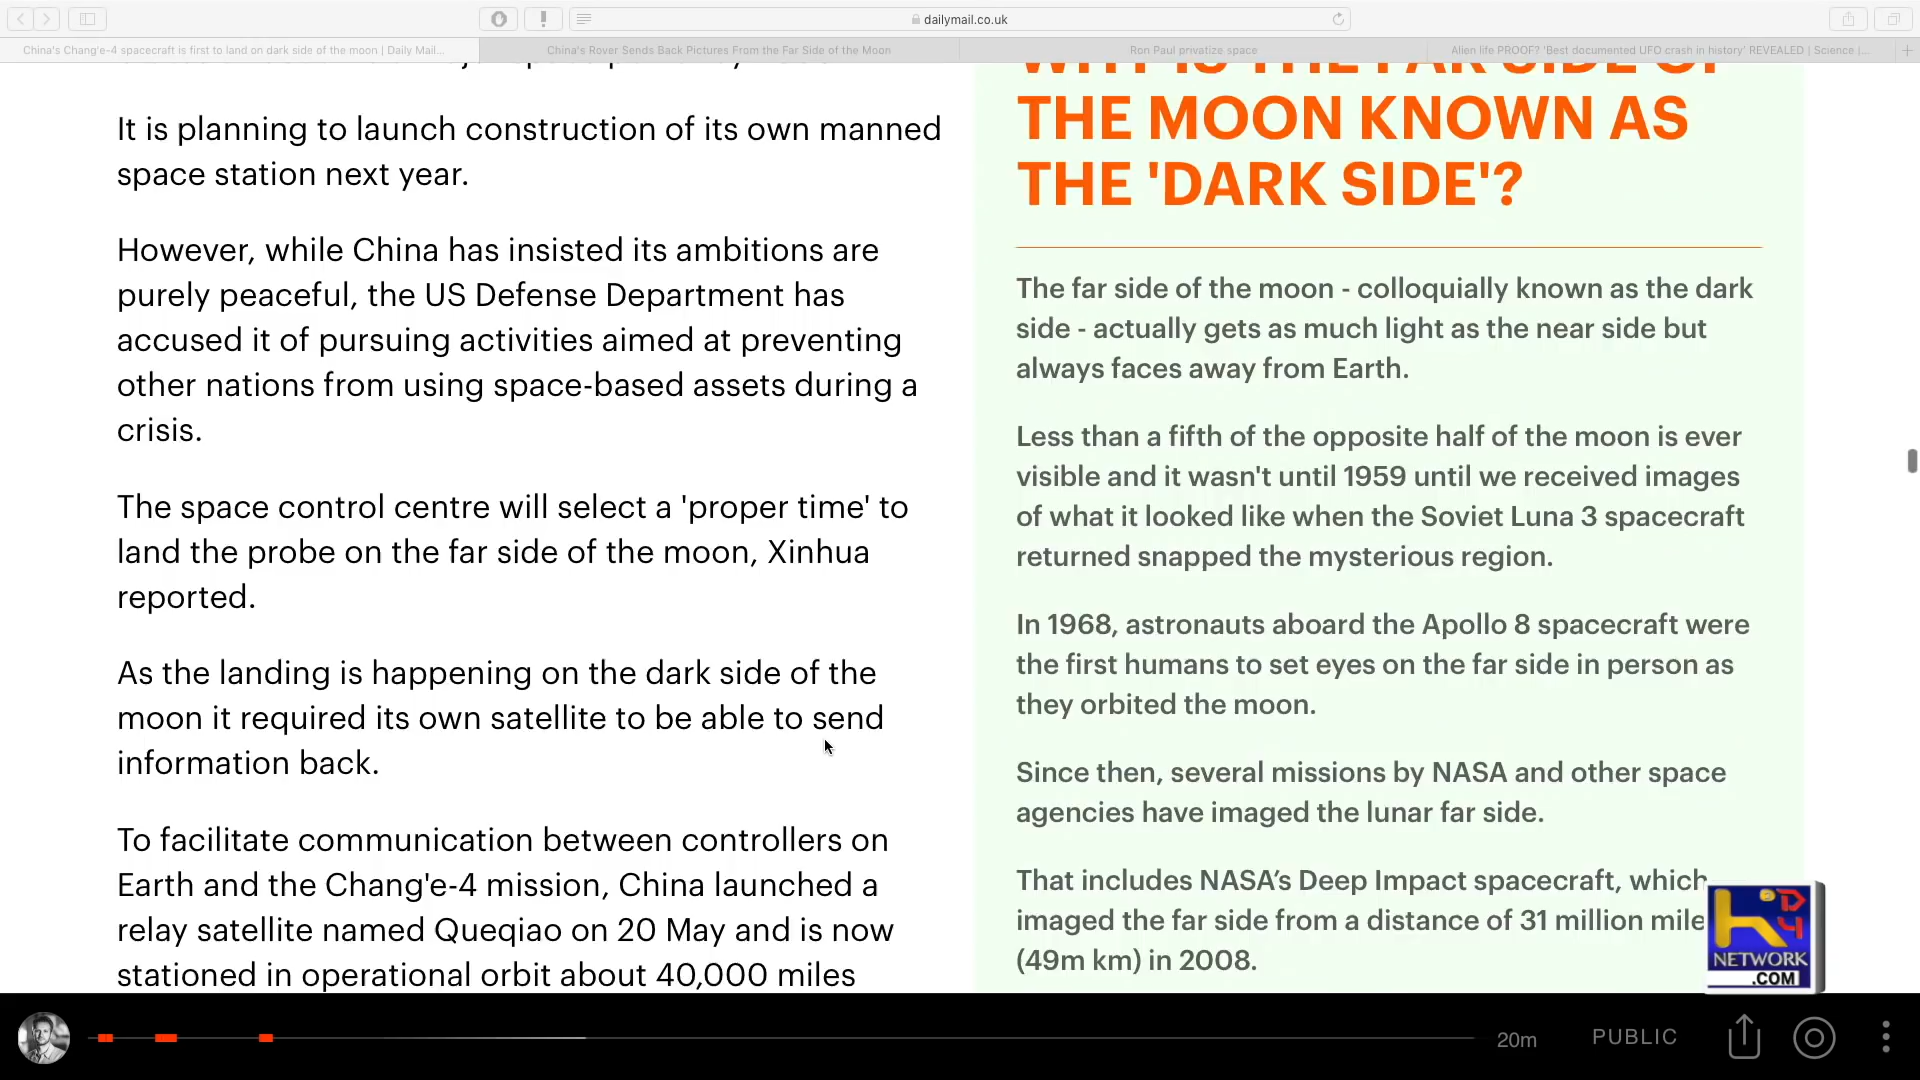 dailymail.co.uk
China's Chang'e-4 spacecraft is first to land on dark side of the moon | Daily Mail...
China's Rover Sends Back Pictures From the Far Side of the Moon
Ron Paul privatize space
Alien life PROOF? 'Best documented UFO crash in history' REVEALED | Science |...
It is planning to launch construction of its own manned
space station next year.
However, while China has insisted its ambitions are
purely peaceful, the US Defense Department has
accused it of pursuing activities aimed at preventing
other nations from using space-based assets during a
crisis.
The space control centre will select a 'proper time' to
land the probe on the far side of the moon, Xinhua
reported.
As the landing is happening on the dark side of the
moon it required its own satellite to be able to send
information back.
To facilitate communication between controllers on
Earth and the Chang'e-4 mission, China launched a
relay satellite named Queqiao on 20 May and is now
stationed in operational orbit about 40,000 miles
WHY IS THE FAR SIDE OF
THE MOON KNOWN AS
THE 'DARK SIDE'?
The far side of the moon - colloquially known as the dark
side - actually gets as much light as the near side but
always faces away from Earth.
Less than a fifth of the opposite half of the moon is ever
visible and it wasn't until 1959 until we received images
of what it looked like when the Soviet Luna 3 spacecraft
returned snapped the mysterious region.
In 1968, astronauts aboard the Apollo 8 spacecraft were
the first humans to set eyes on the far side in person as
they orbited the moon.
Since then, several missions by NASA and other space
agencies have imaged the lunar far side.
That includes NASA’s Deep Impact spacecraft, which
imaged the far side from a distance of 31 million mile
(49m km) in 2008.
NETWORK
.COM
20m
PUBLIC